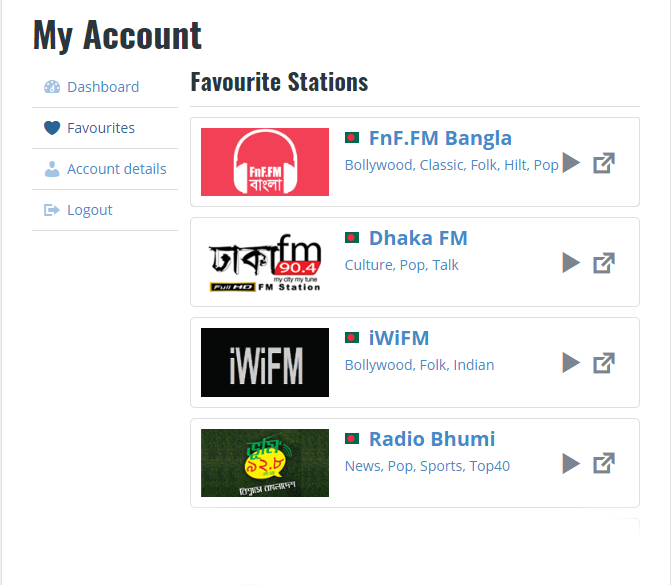 My Account
Dashboard
Favourites
Account details
Logout
Favourite Stations
FnF.FM
বাংলা
FnF.FM Bangla
Bollywood, Classic, Folk, Hilt, Pop
ঢাকা fm
90.4
my city my tune
Full HD FM Station
Dhaka FM
Culture, Pop, Talk
iWiFM
iWiFM
Bollywood, Folk, Indian
ভূমি
৯২.৮
Radio Bhumi
News, Pop, Sports, Top40